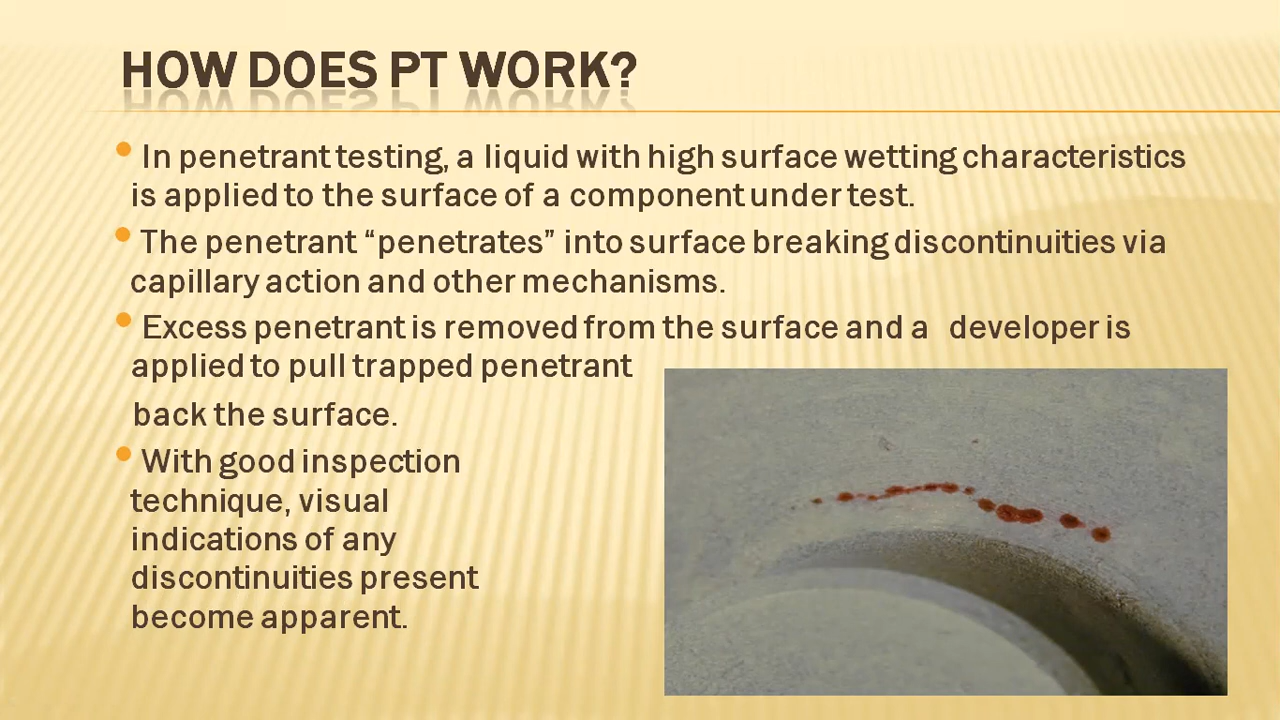 HOW DOES PT WORK?
• In penetrant testing, a liquid with high surface wetting characteristics
is applied to the surface of a component under test.
• The penetrant “penetrates” into surface breaking discontinuities via
capillary action and other mechanisms.
• Excess penetrant is removed from the surface and a developer is
applied to pull trapped penetrant
back the surface.
• With good inspection
technique, visual
indications of any
discontinuities present
become apparent.